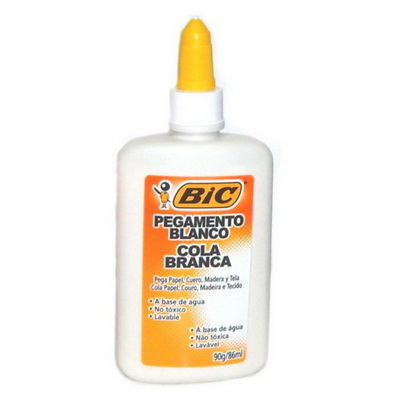 BIC
PEGAMENTO
BLANCO
COLA
BRANCA
Pega Papel, Cuero, Madera y Tela
Cola Papel, Couro, Madeira e Tecido
• A base de agua
• No tóxico
• Lavable
• À base de água
• Não tóxica
• Lavável
90g/86ml